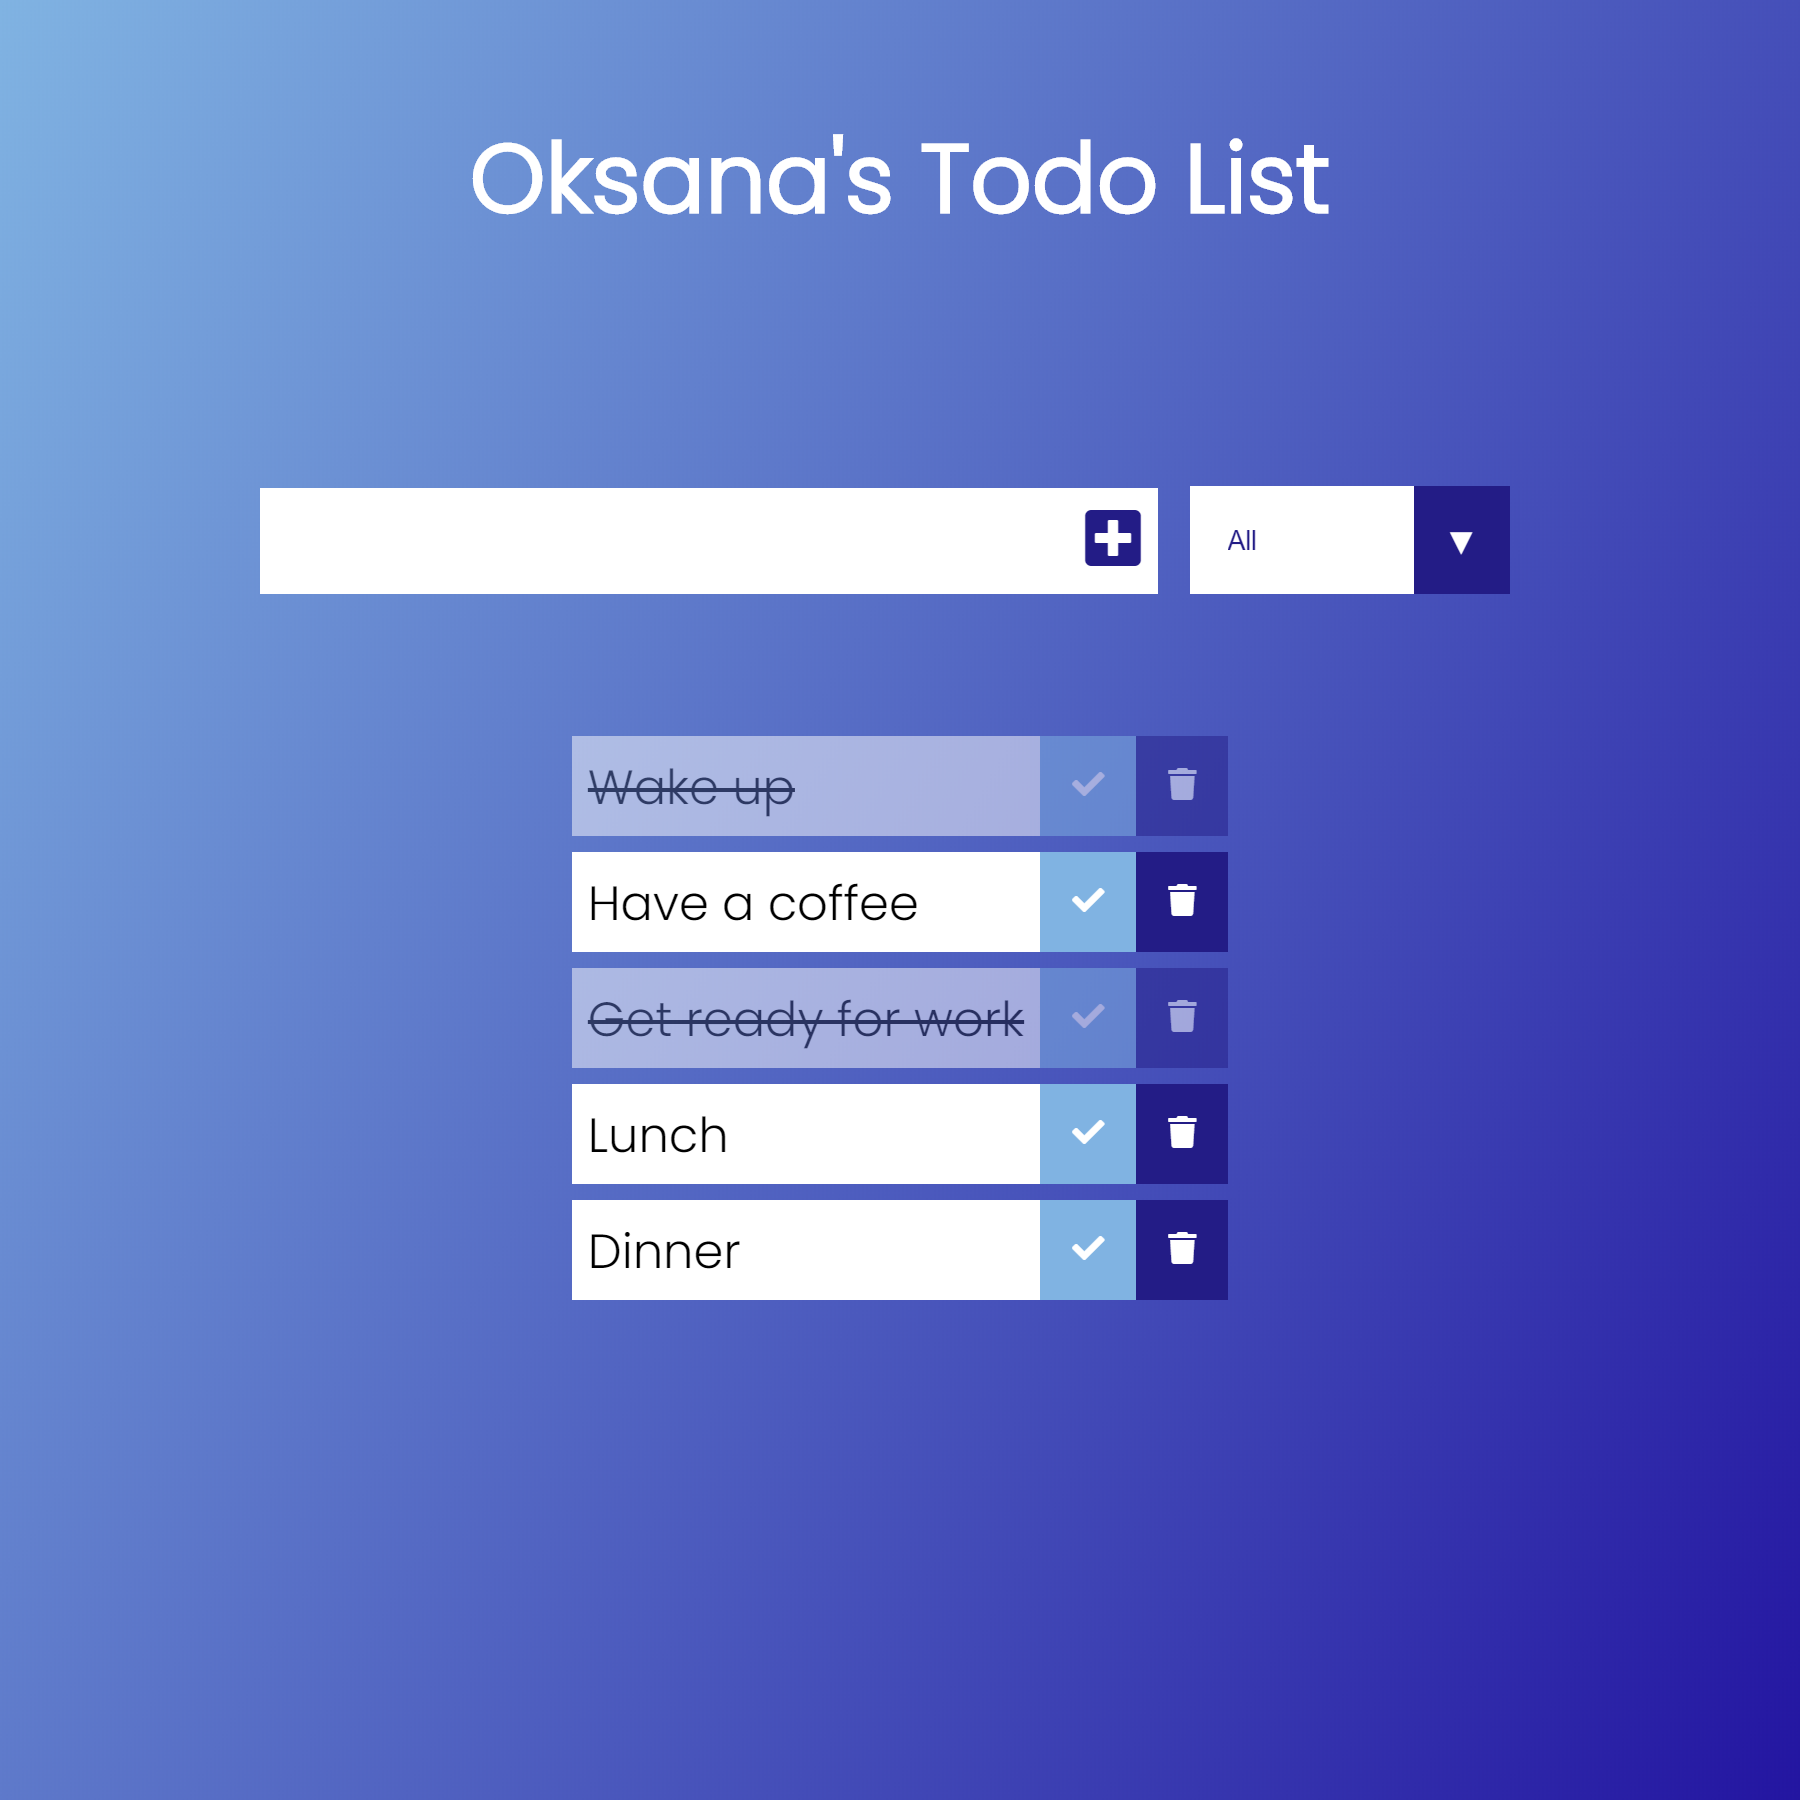 Oksana's Todo List
All
Wake up
Have a coffee
Get ready for work
Lunch
Dinner